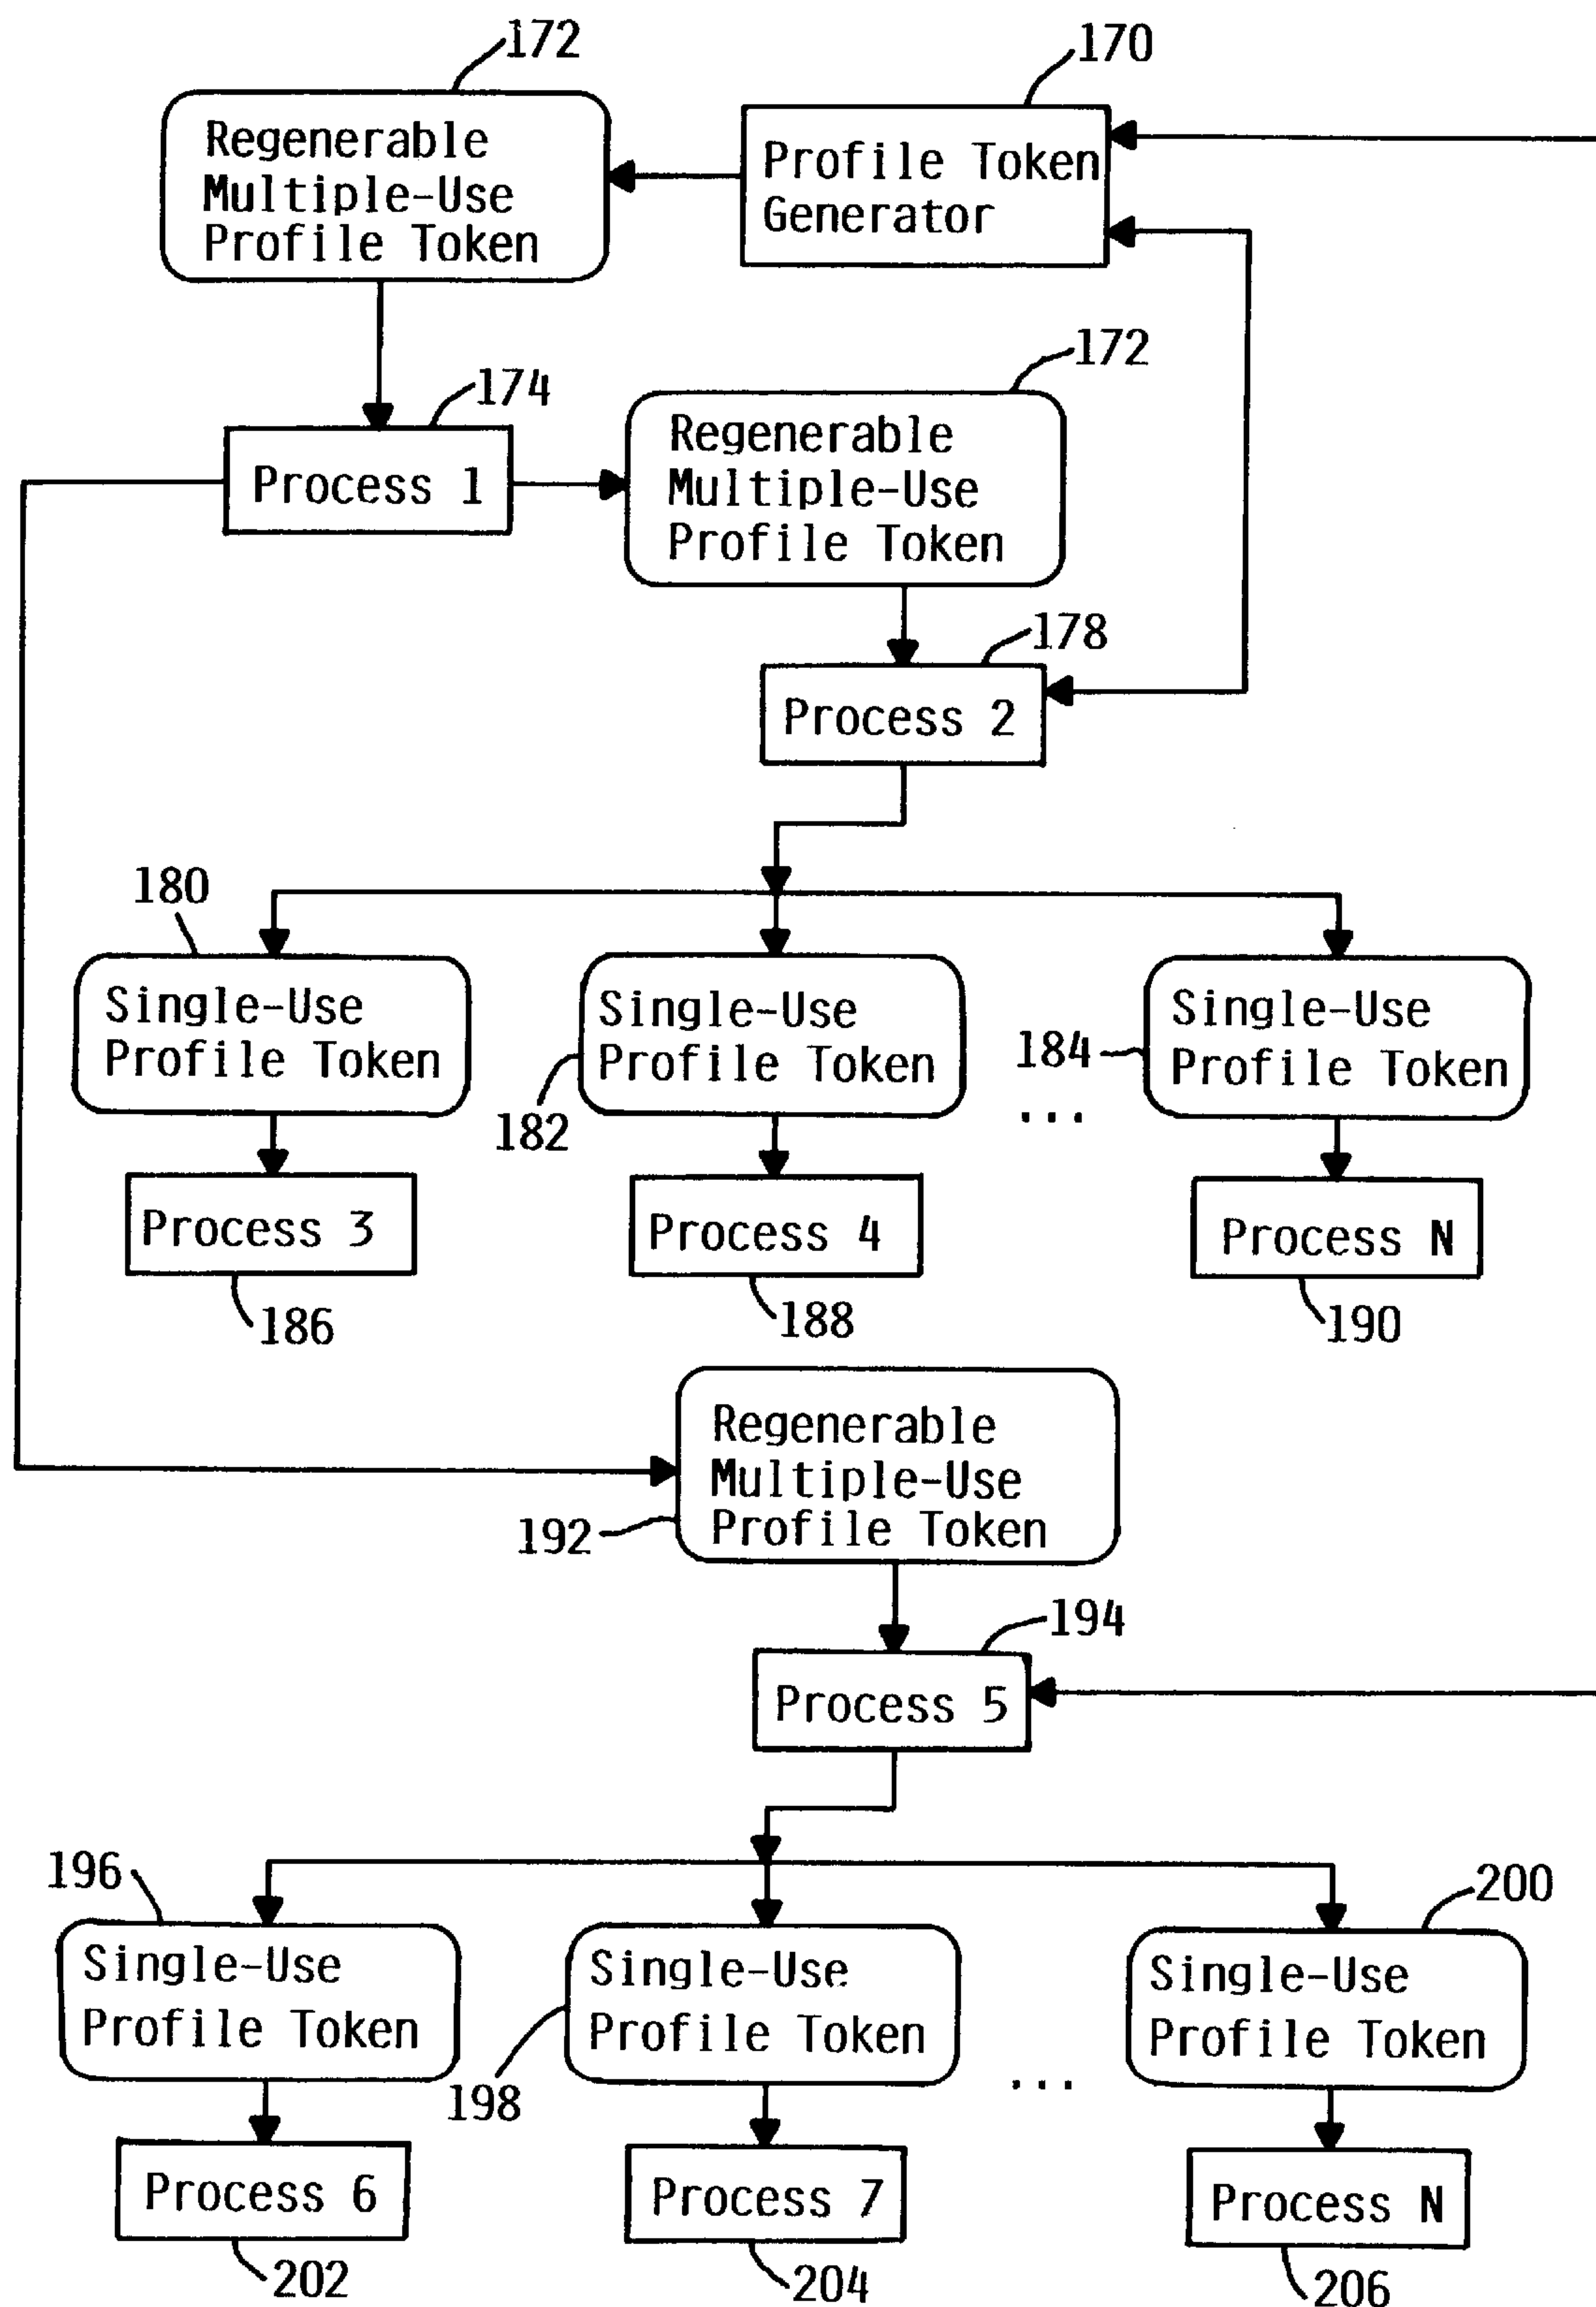 172
170
Regenerable
Multiple-Use
Profile Token
Profile Token
Generator
172
174
Regenerable
Multiple-Use
Profile Token
Process 1
178
Process 2
180
Single-Use
Profile Token
182
Single-Use
Profile Token
184
...
Single-Use
Profile Token
Process 3
186
Process 4
188
Process N
190
Regenerable
Multiple-Use
Profile Token
192
194
Process 5
196
Single-Use
Profile Token
198
Single-Use
Profile Token
...
200
Single-Use
Profile Token
Process 6
202
Process 7
204
Process N
206